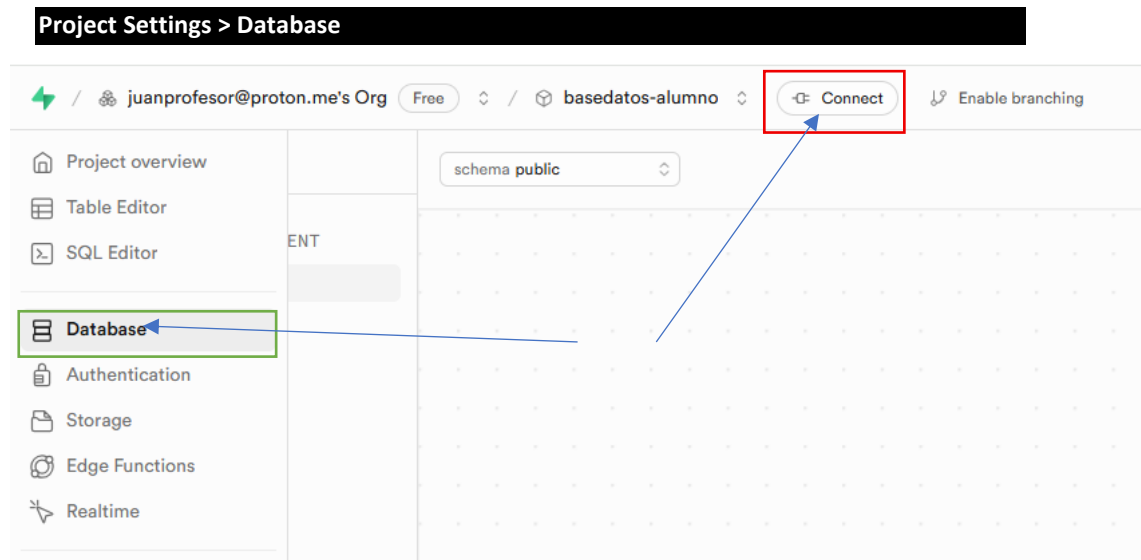 Project Settings > Database
/ juanprofesor@proton.me's Org Free / basedatos-alumno Connect Enable branching
Project overview
schema public
Table Editor
ENT
SQL Editor
Database
Authentication
Storage
Edge Functions
Realtime